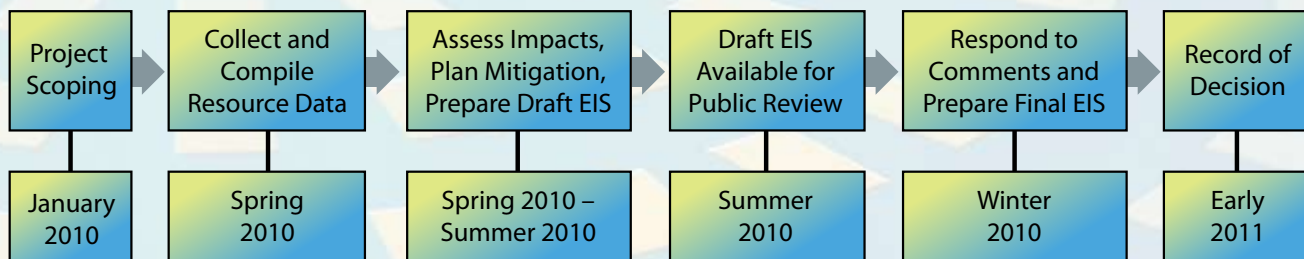 Project
Scoping
Collect and
Compile
Resource Data
Assess Impacts,
Plan Mitigation,
Prepare Draft EIS
Draft EIS
Available for
Public Review
Respond to
Comments and
Prepare Final EIS
Record of
Decision
January
2010
Spring
2010
Spring 2010 –
Summer 2010
Summer
2010
Winter
2010
Early
2011